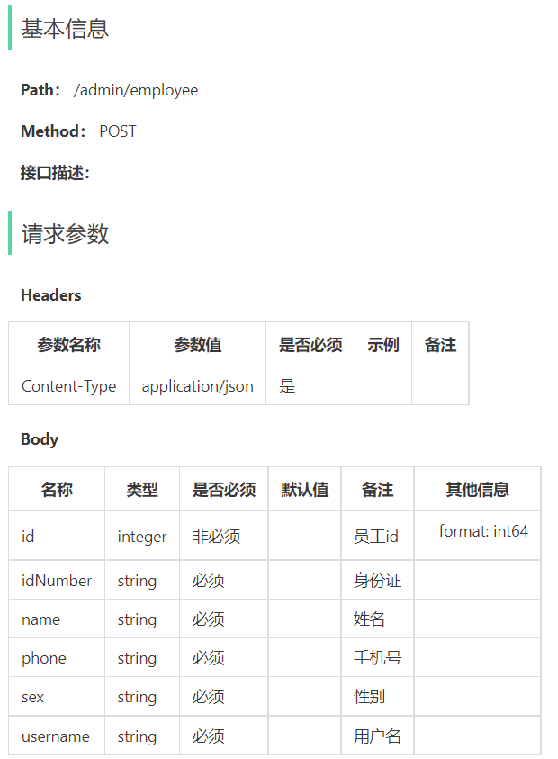 基本信息
Path： /admin/employee
Method： POST
接口描述：
请求参数
Headers
参数名称 参数值 是否必须 示例 备注
Content-Type application/json 是
Body
名称 类型 是否必须 默认值 备注 其他信息
id integer 非必须 员工id format: int64
idNumber string 必须 身份证
name string 必须 姓名
phone string 必须 手机号
sex string 必须 性别
username string 必须 用户名